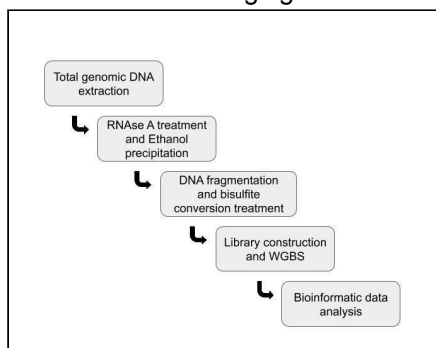 Total genomic DNA
extraction
RNAse A treatment
and Ethanol
precipitation
DNA fragmentation
and bisulfite
conversion treatment
Library construction
and WGBS
Bioinformatic data
analysis